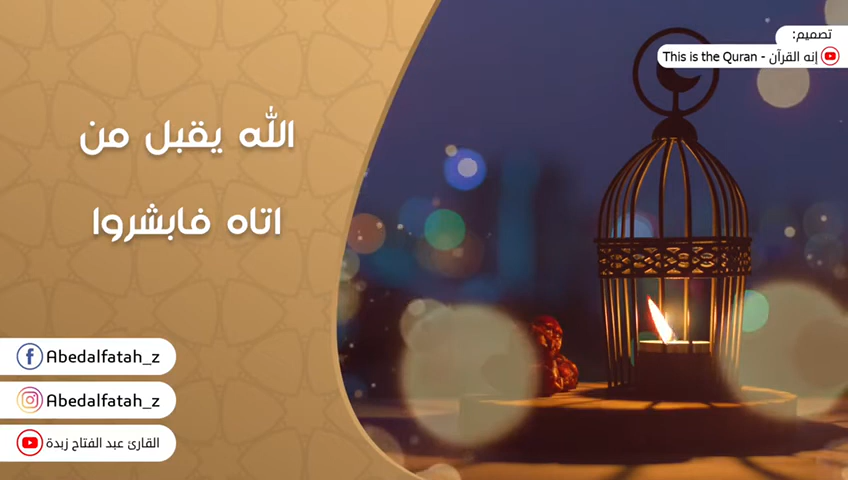 الله يقبل من
اتاه فابشروا
تصميم:
إنه القرآن - This is the Quran
Abedalfatah_z
Abedalfatah_z
القارئ عبد الفتاح زبدة